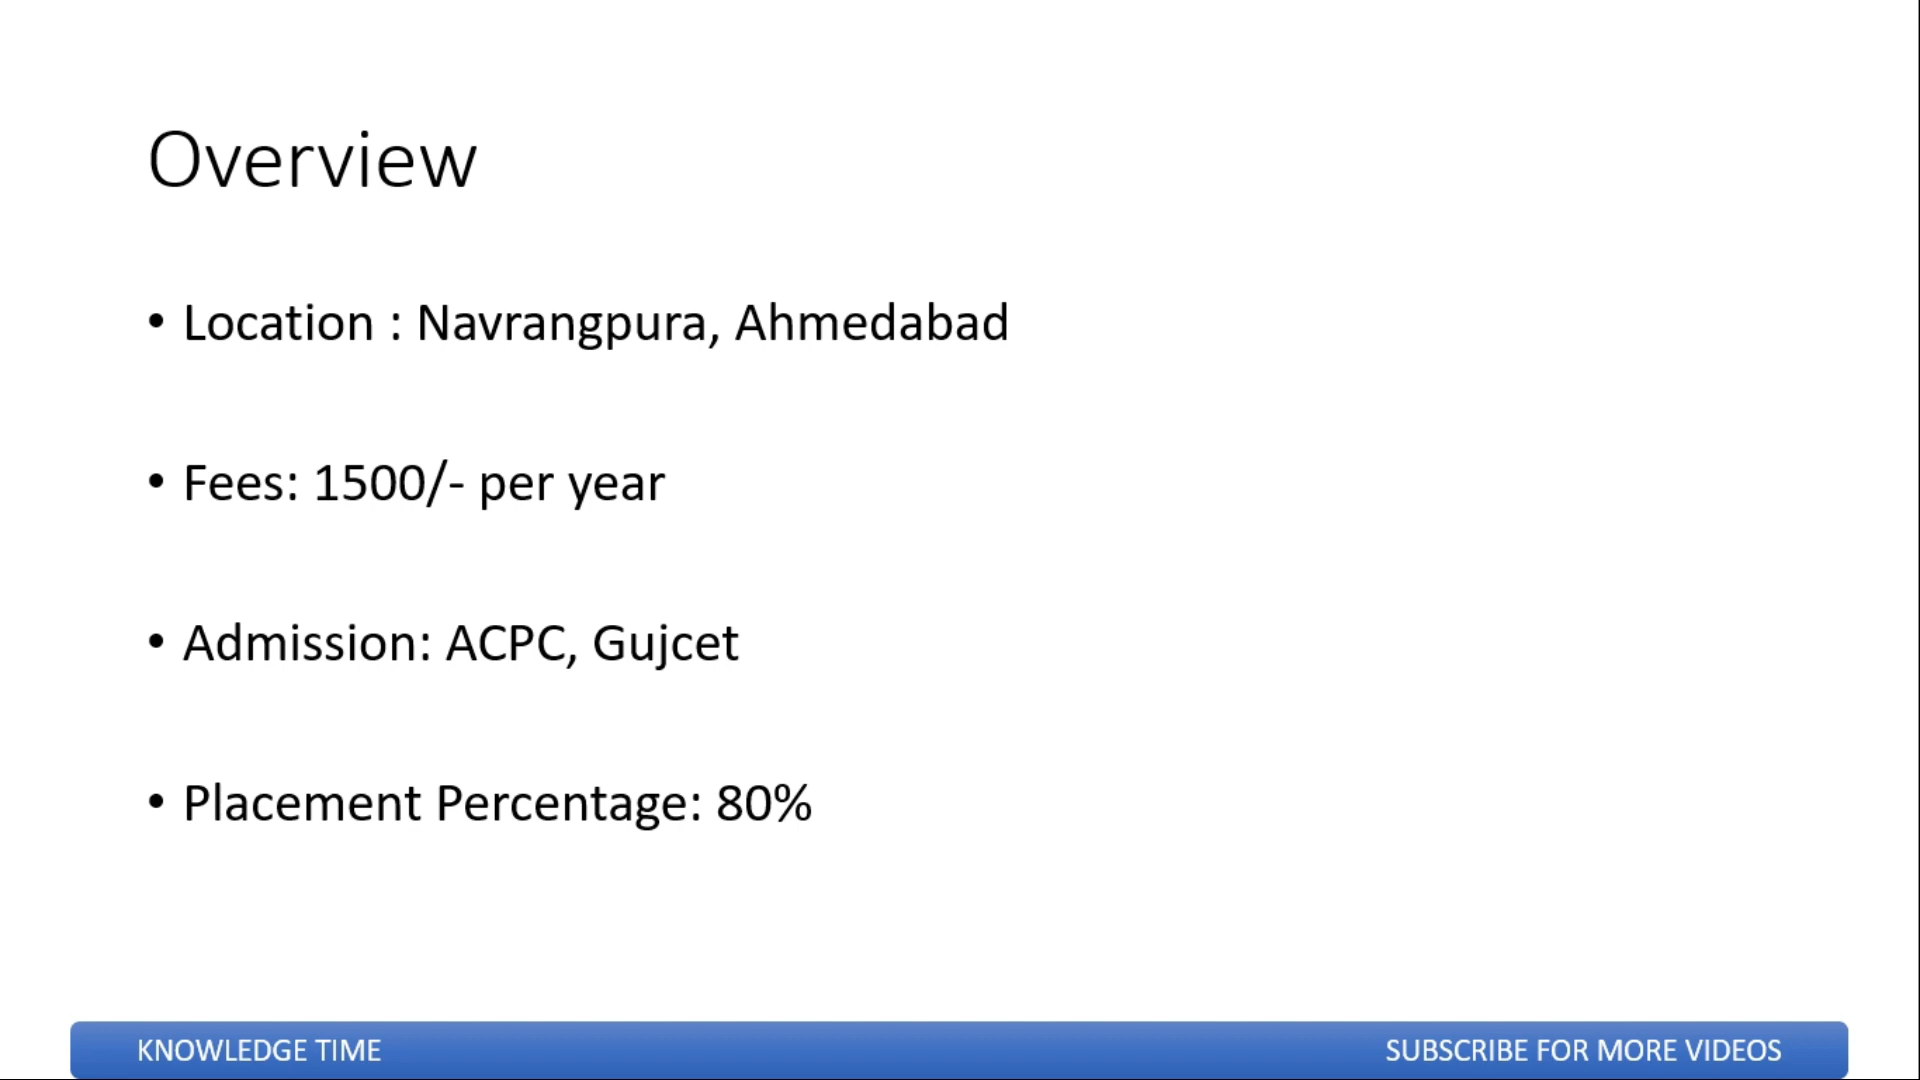 Overview
• Location : Navrangpura, Ahmedabad
• Fees: 1500/- per year
• Admission: ACPC, Gujcet
• Placement Percentage: 80%
KNOWLEDGE TIME
SUBSCRIBE FOR MORE VIDEOS